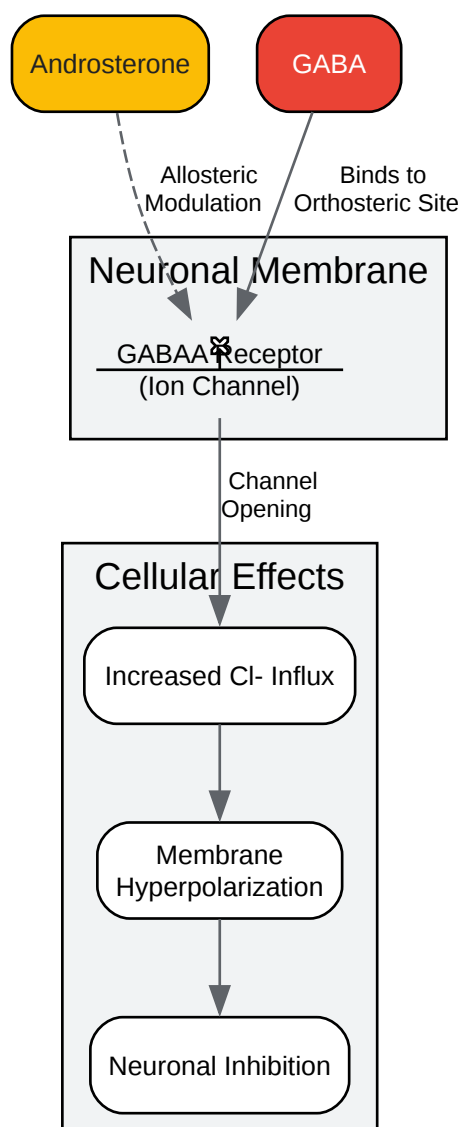 Androsterone
GABA
Allosteric
Modulation
Binds to
Orthosteric Site
Neuronal Membrane
GABAA Receptor
(Ion Channel)
Channel
Opening
Cellular Effects
Increased Cl- Influx
Membrane
Hyperpolarization
Neuronal Inhibition